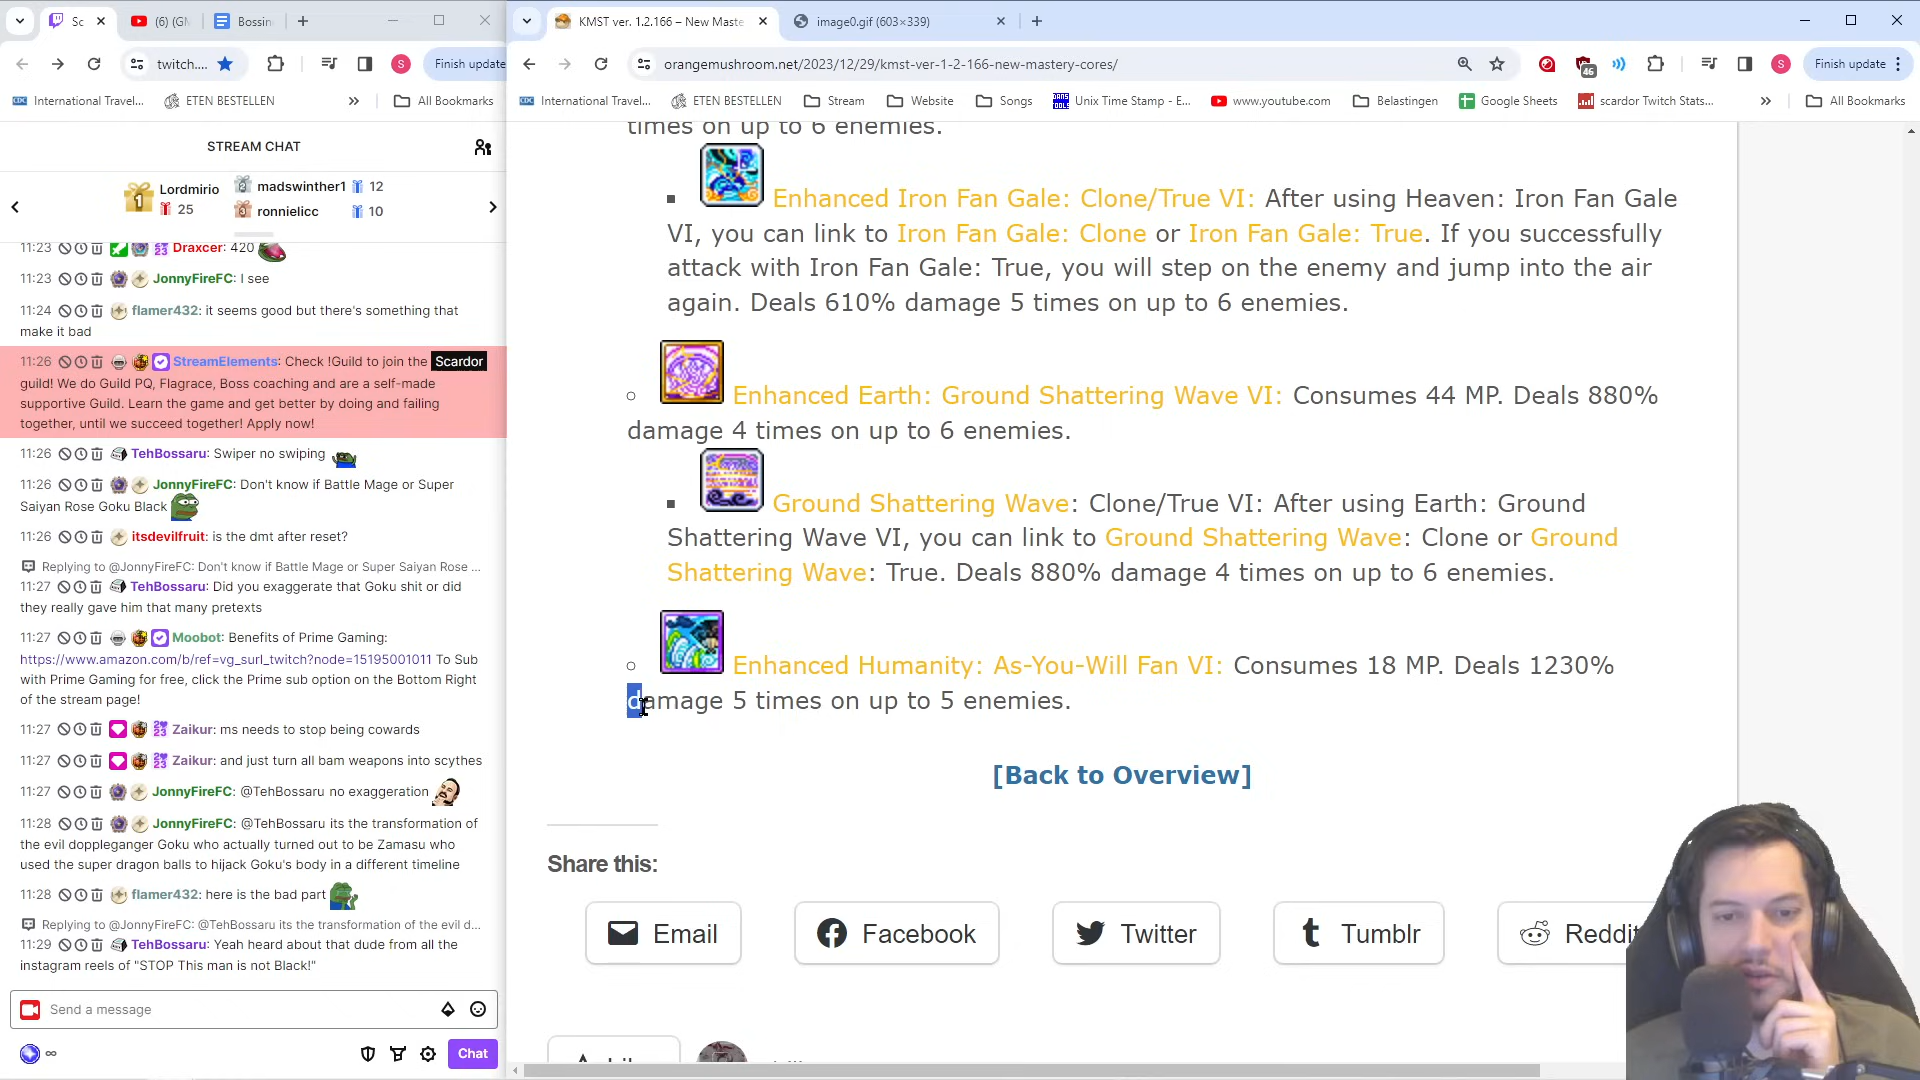 Sc
(6) (GM
Bossin
KMST ver. 1.2.166 – New Maste
image0.gif (603×339)
twitch....
Finish update
orangemushroom.net/2023/12/29/kmst-ver-1-2-166-new-mastery-cores/
46
Finish update
International Travel...
ETEN BESTELLEN
»
All Bookmarks
International Travel...
ETEN BESTELLEN
Stream
Website
Songs
Unix Time Stamp - E...
www.youtube.com
Belastingen
Google Sheets
scardor Twitch Stats...
»
All Bookmarks
STREAM CHAT
Lordmirio
25
madswinther1 12
ronnielicc 10
11:23 Draxcer: 420
11:23 JonnyFireFC: I see
11:24 flamer432: it seems good but there's something that
make it bad
11:26 StreamElements: Check !Guild to join the Scardor
guild! We do Guild PQ, Flagrace, Boss coaching and are a self-made
supportive Guild. Learn the game and get better by doing and failing
together, until we succeed together! Apply now!
11:26 TehBossaru: Swiper no swiping
11:26 JonnyFireFC: Don't know if Battle Mage or Super
Saiyan Rose Goku Black
11:26 itsdevilfruit: is the dmt after reset?
Replying to @JonnyFireFC: Don't know if Battle Mage or Super Saiyan Rose ...
11:27 TehBossaru: Did you exaggerate that Goku shit or did
they really gave him that many pretexts
11:27 Moobot: Benefits of Prime Gaming:
https://www.amazon.com/b/ref=vg_surl_twitch?node=15195001011 To Sub
with Prime Gaming for free, click the Prime sub option on the Bottom Right
of the stream page!
11:27 Zaikur: ms needs to stop being cowards
11:27 Zaikur: and just turn all bam weapons into scythes
11:27 JonnyFireFC: @TehBossaru no exaggeration
11:28 JonnyFireFC: @TehBossaru its the transformation of
the evil doppleganger Goku who actually turned out to be Zamasu who
used the super dragon balls to hijack Goku's body in a different timeline
11:28 flamer432: here is the bad part
Replying to @JonnyFireFC: @TehBossaru its the transformation of the evil d...
11:29 TehBossaru: Yeah heard about that dude from all the
instagram reels of "STOP This man is not Black!"
Send a message
∞
Chat
times on up to 6 enemies.
Enhanced Iron Fan Gale: Clone/True VI: After using Heaven: Iron Fan Gale
VI, you can link to Iron Fan Gale: Clone or Iron Fan Gale: True. If you successfully
attack with Iron Fan Gale: True, you will step on the enemy and jump into the air
again. Deals 610% damage 5 times on up to 6 enemies.
Enhanced Earth: Ground Shattering Wave VI: Consumes 44 MP. Deals 880%
damage 4 times on up to 6 enemies.
Ground Shattering Wave: Clone/True VI: After using Earth: Ground
Shattering Wave VI, you can link to Ground Shattering Wave: Clone or Ground
Shattering Wave: True. Deals 880% damage 4 times on up to 6 enemies.
Enhanced Humanity: As-You-Will Fan VI: Consumes 18 MP. Deals 1230%
damage 5 times on up to 5 enemies.
[Back to Overview]
Share this:
Email
Facebook
Twitter
Tumblr
Reddit